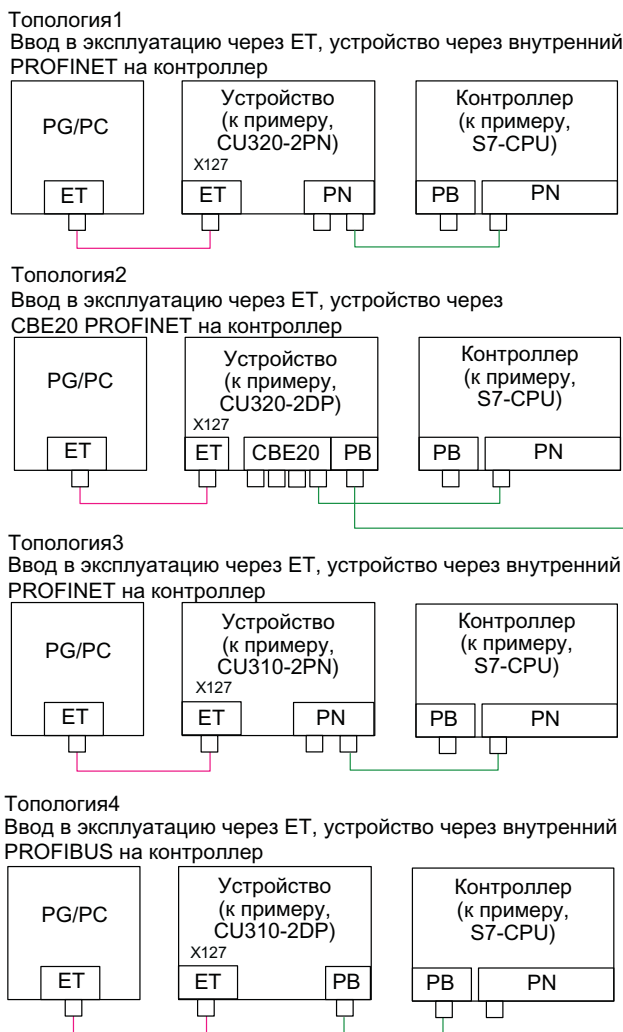 Топология1
Ввод в эксплуатацию через ET, устройство через внутренний
PROFINET на контроллер
PG/PC
Устройство
(к примеру,
CU320-2PN)
X127
Контроллер
(к примеру,
S7-CPU)
ET
ET
PN
PB
PN
Топология2
Ввод в эксплуатацию через ET, устройство через
CBE20 PROFINET на контроллер
PG/PC
Устройство
(к примеру,
CU320-2DP)
X127
Контроллер
(к примеру,
S7-CPU)
ET
ET
CBE20
PB
PB
PN
Топология3
Ввод в эксплуатацию через ET, устройство через внутренний
PROFINET на контроллер
PG/PC
Устройство
(к примеру,
CU310-2PN)
X127
Контроллер
(к примеру,
S7-CPU)
ET
ET
PN
PB
PN
Топология4
Ввод в эксплуатацию через ET, устройство через внутренний
PROFIBUS на контроллер
PG/PC
Устройство
(к примеру,
CU310-2DP)
X127
Контроллер
(к примеру,
S7-CPU)
ET
ET
PB
PB
PN